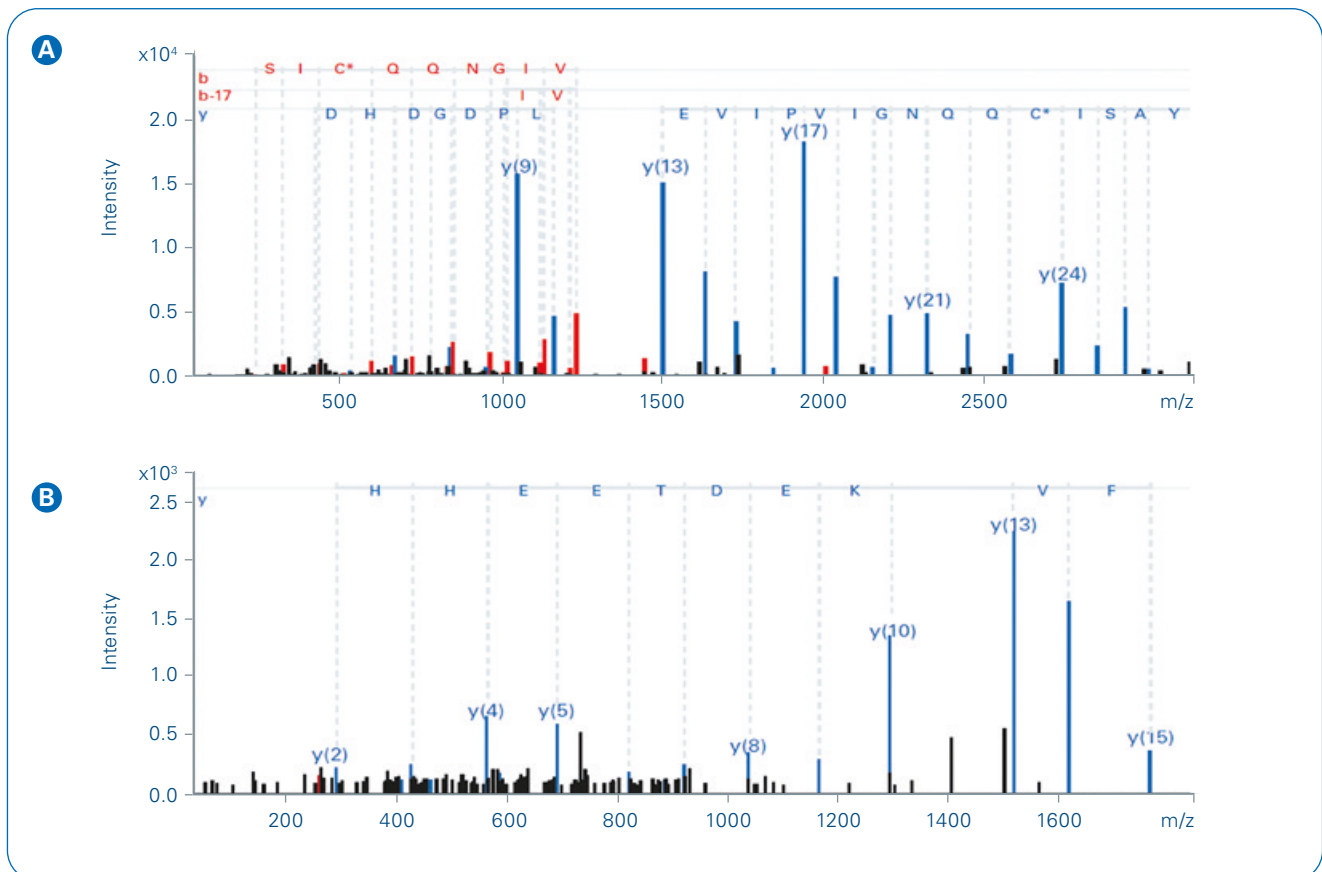 A
x10⁴
S I C* Q Q N G I V
b
b-17 I V
y D H D G D P L E V I P V I G N Q Q C* I S A Y
2.0
y(17)
y(9) y(13)
1.5
Intensity
1.0
y(24)
y(21)
0.5
0.0
500 1000 1500 2000 2500 m/z
B
x10³
y H H E E T D E K V F
2.5
y(13)
2.0
1.5
Intensity
y(10)
1.0
y(4) y(5)
0.5
y(2) y(8) y(15)
0.0
200 400 600 800 1000 1200 1400 1600 m/z